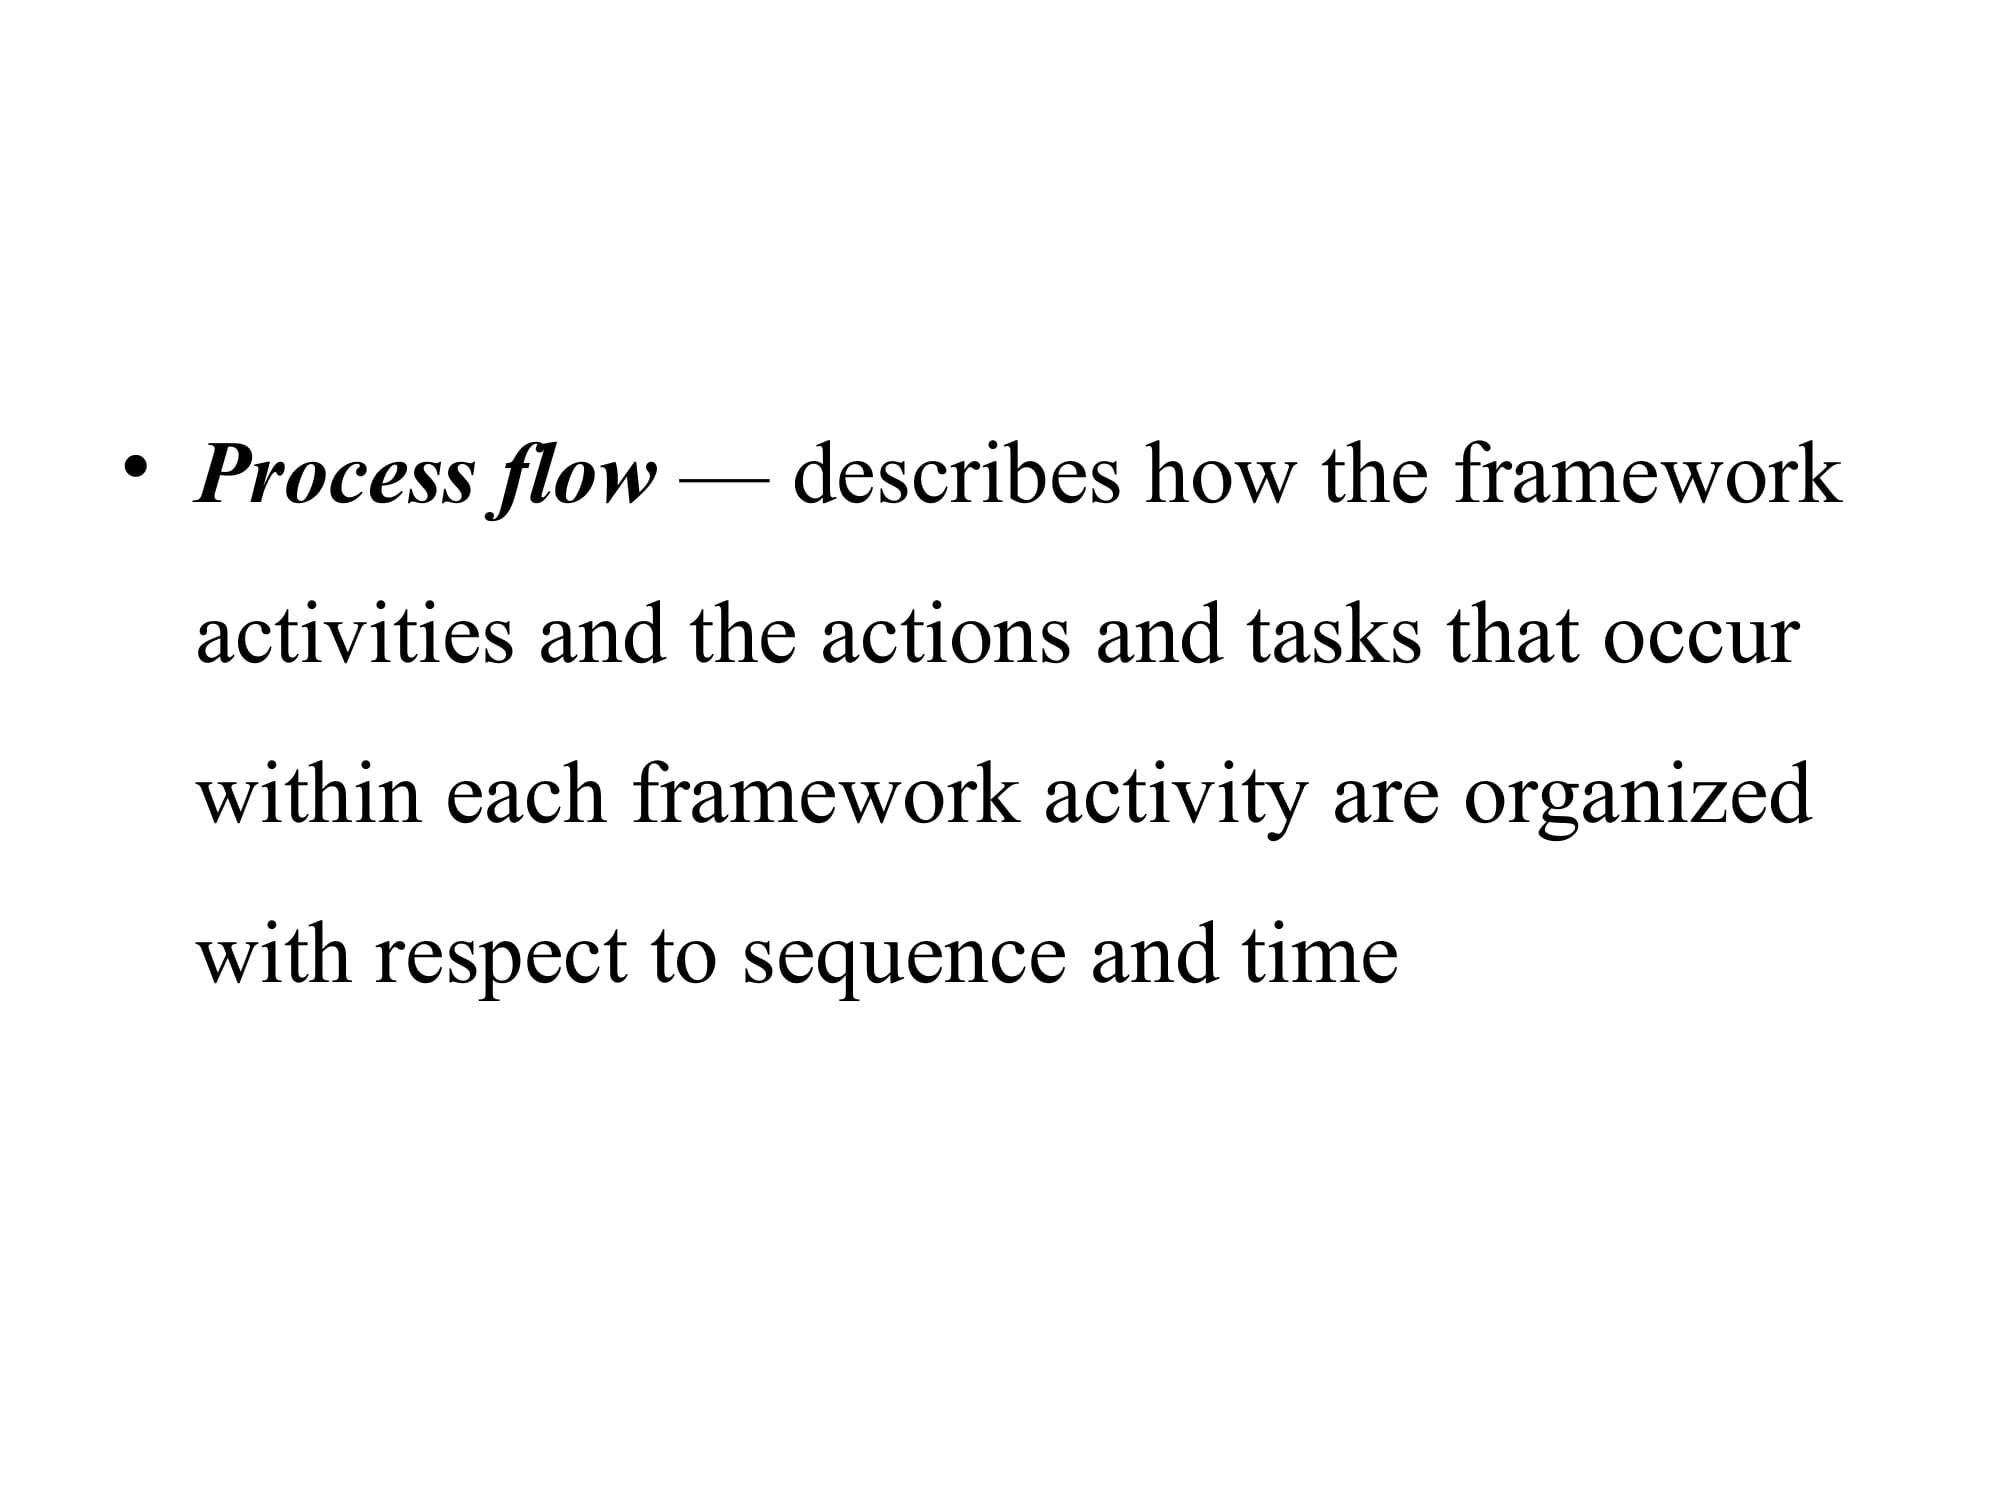 • Process flow — describes how the framework
activities and the actions and tasks that occur
within each framework activity are organized
with respect to sequence and time